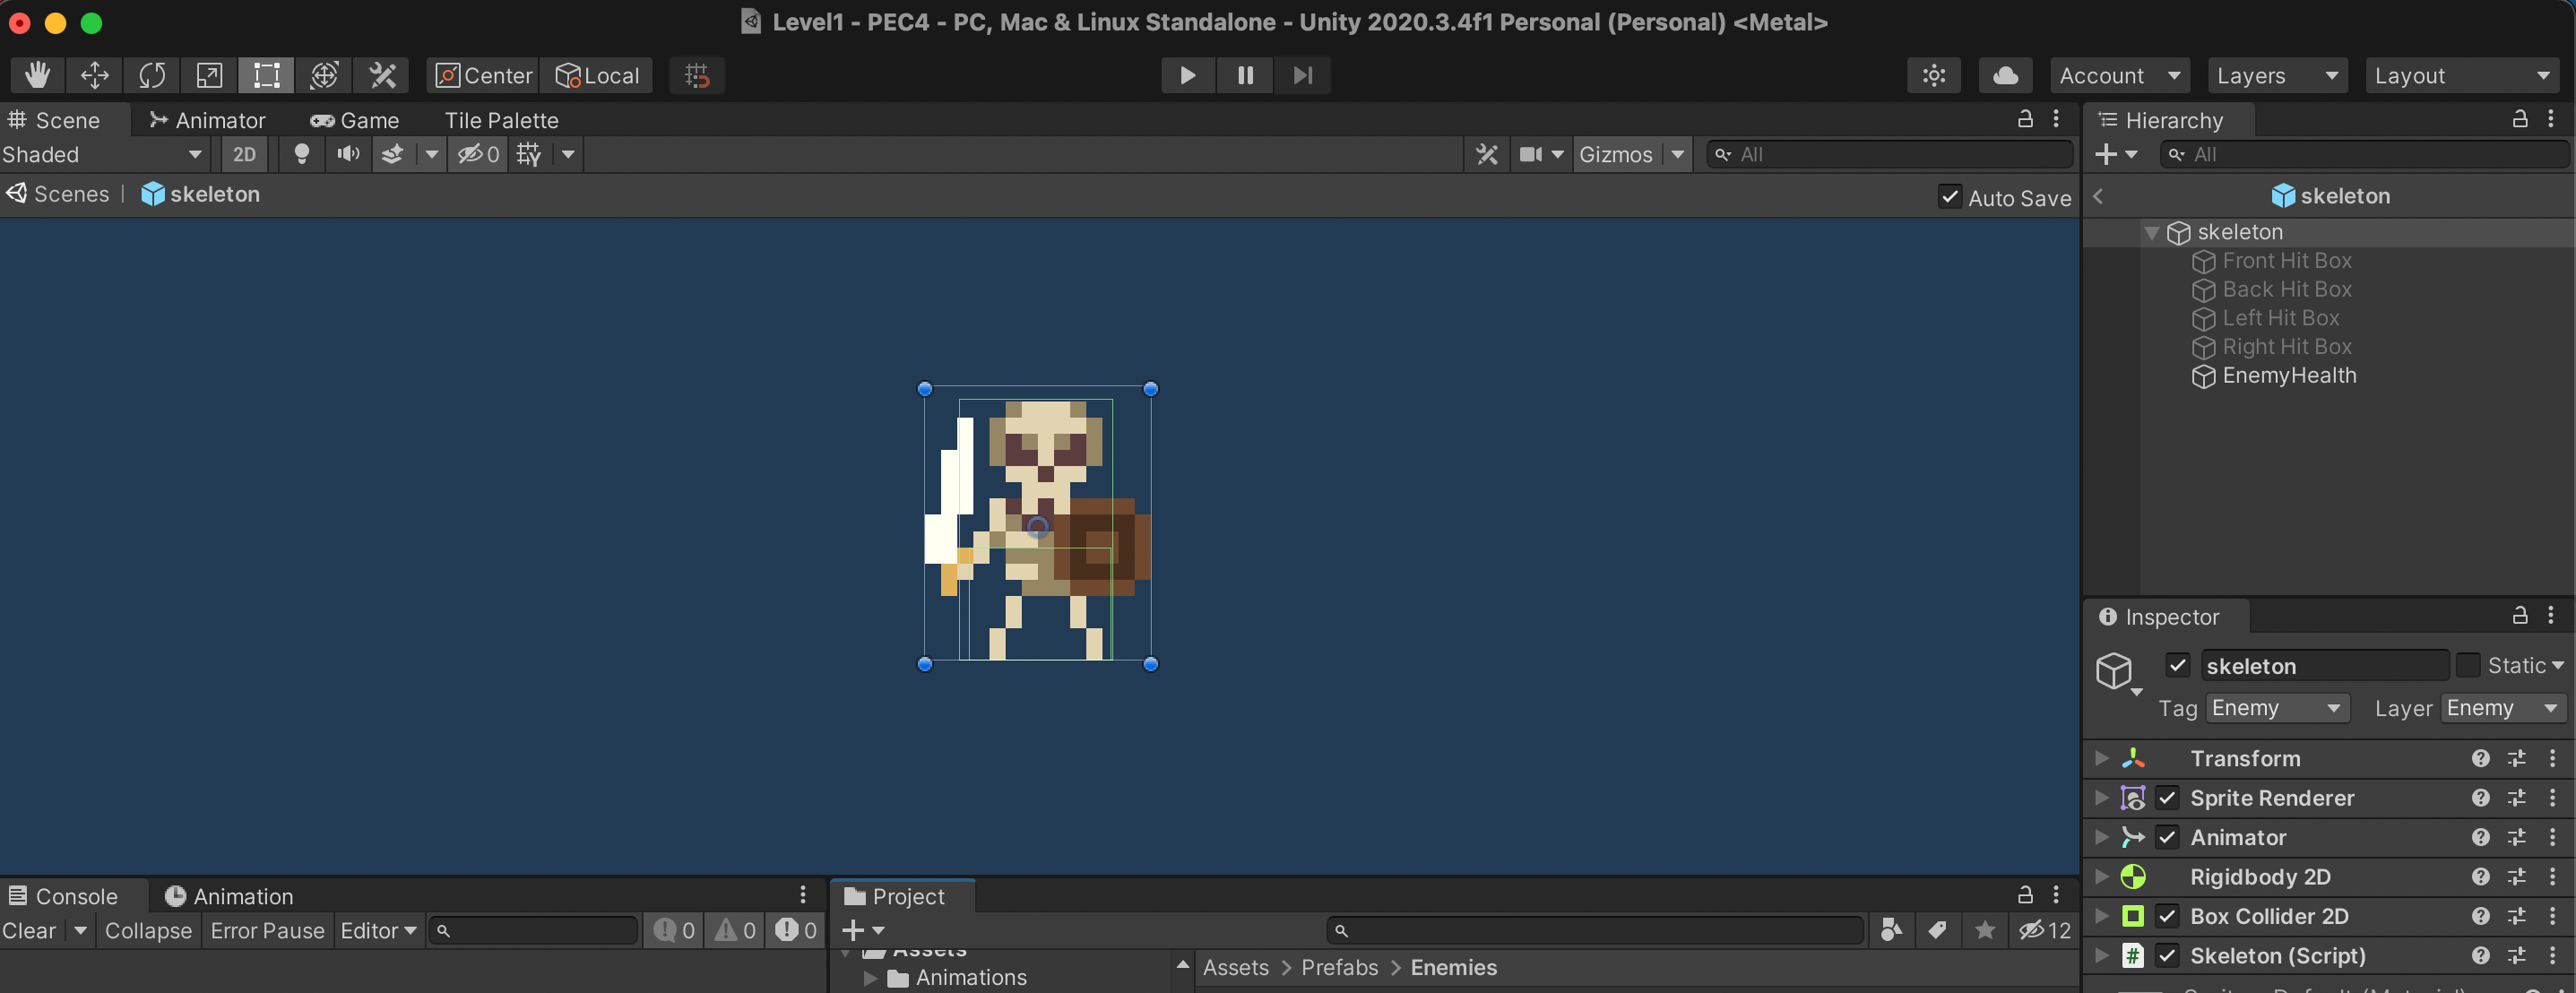 Level1 - PEC4 - PC, Mac & Linux Standalone - Unity 2020.3.4f1 Personal (Personal) <Metal>
Center Local Account Layers Layout
Scene Animator Game Tile Palette
Shaded 2D 0 Gizmos All
Scenes | skeleton Auto Save
Hierarchy
All
skeleton
skeleton
Front Hit Box
Back Hit Box
Left Hit Box
Right Hit Box
EnemyHealth
Inspector
skeleton Static
Tag Enemy Layer Enemy
Transform
Sprite Renderer
Animator
Rigidbody 2D
Box Collider 2D
# Skeleton (Script)
Console Animation
Clear Collapse Error Pause Editor 0 0 0
Project
12
Assets
Animations
Assets > Prefabs > Enemies